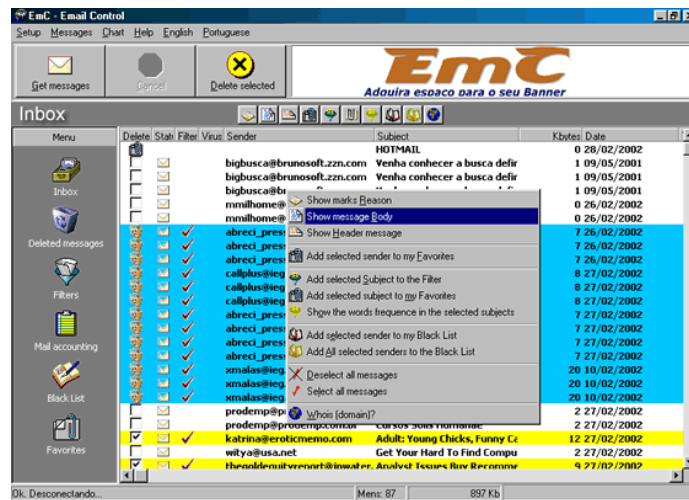 EmC - Email Control
Setup Messages Chart Help English Portuguese
Get messages Cancel Delete selected
EmC
Adquira espaco para o seu Banner
Inbox
Menu
Inbox
Deleted messages
Filters
Mail accounting
Black List
Favorites
Delete Statu Filter Virus Sender Subject Kbytes Date
HOTMAIL 0 28/02/2002
bigbusca@brunosoft.zzn.com Venha conhecer a busca defir 1 09/05/2001
bigbusca@brunosoft.zzn.com Venha conhecer a busca defir 1 09/05/2001
bigbusca@br 1 09/05/2001
mmilhome@ 0 26/02/2002
mmilhome@ 0 26/02/2002
abreci_pres 7 26/02/2002
abreci_pres 7 26/02/2002
callplus@ieg 8 27/02/2002
callplus@ieg 8 27/02/2002
callplus@ieg 8 27/02/2002
abreci_pres 7 27/02/2002
abreci_pres 7 27/02/2002
abreci_pres 7 27/02/2002
abreci_pres 7 27/02/2002
xmalas@ieg 20 10/02/2002
xmalas@ieg 20 10/02/2002
xmalas@ieg 20 10/02/2002
prodemp@p 2 27/02/2002
prodemp@prodemp.com.br Cursos Solis Humanae 2 27/02/2002
katrina@eroticmemo.com Adult: Young Chicks, Funny Ca 12 27/02/2002
witya@usa.net Get Your Hard To Find Compu 2 27/02/2002
thegoldequityreport@inwater. Analyst Issues Buy Recomme 9 27/02/2002
Show marks Reason
Show message Body
Show Header message
Add selected sender to my Favorites
Add selected Subject to the Filter
Add selected subject to my Favorites
Show the words frequence in the selected subjects
Add selected sender to my Black List
Add All selected senders to the Black List
Deselect all messages
Select all messages
Whois (domain)?
Ok. Desconectando... Mens: 87 897 Kb